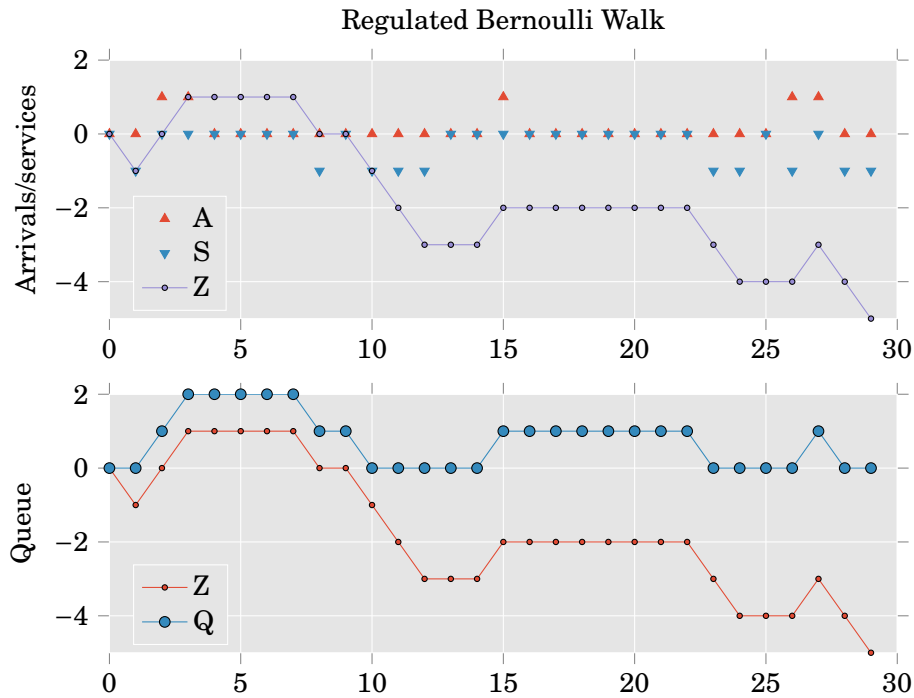 Regulated Bernoulli Walk
Arrivals/services
2
0
−2
−4
A
S
Z
0 5 10 15 20 25 30
Queue
2
0
−2
−4
Z
Q
0 5 10 15 20 25 30